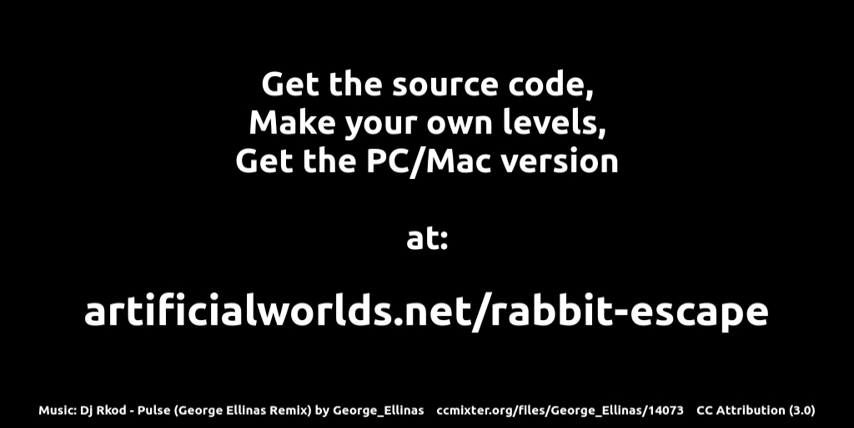 Get the source code,
Make your own levels,
Get the PC/Mac version
at:
artificialworlds.net/rabbit-escape
Music: Dj Rkod - Pulse (George Ellinas Remix) by George_Ellinas ccmixter.org/files/George_Ellinas/14073 CC Attribution (3.0)